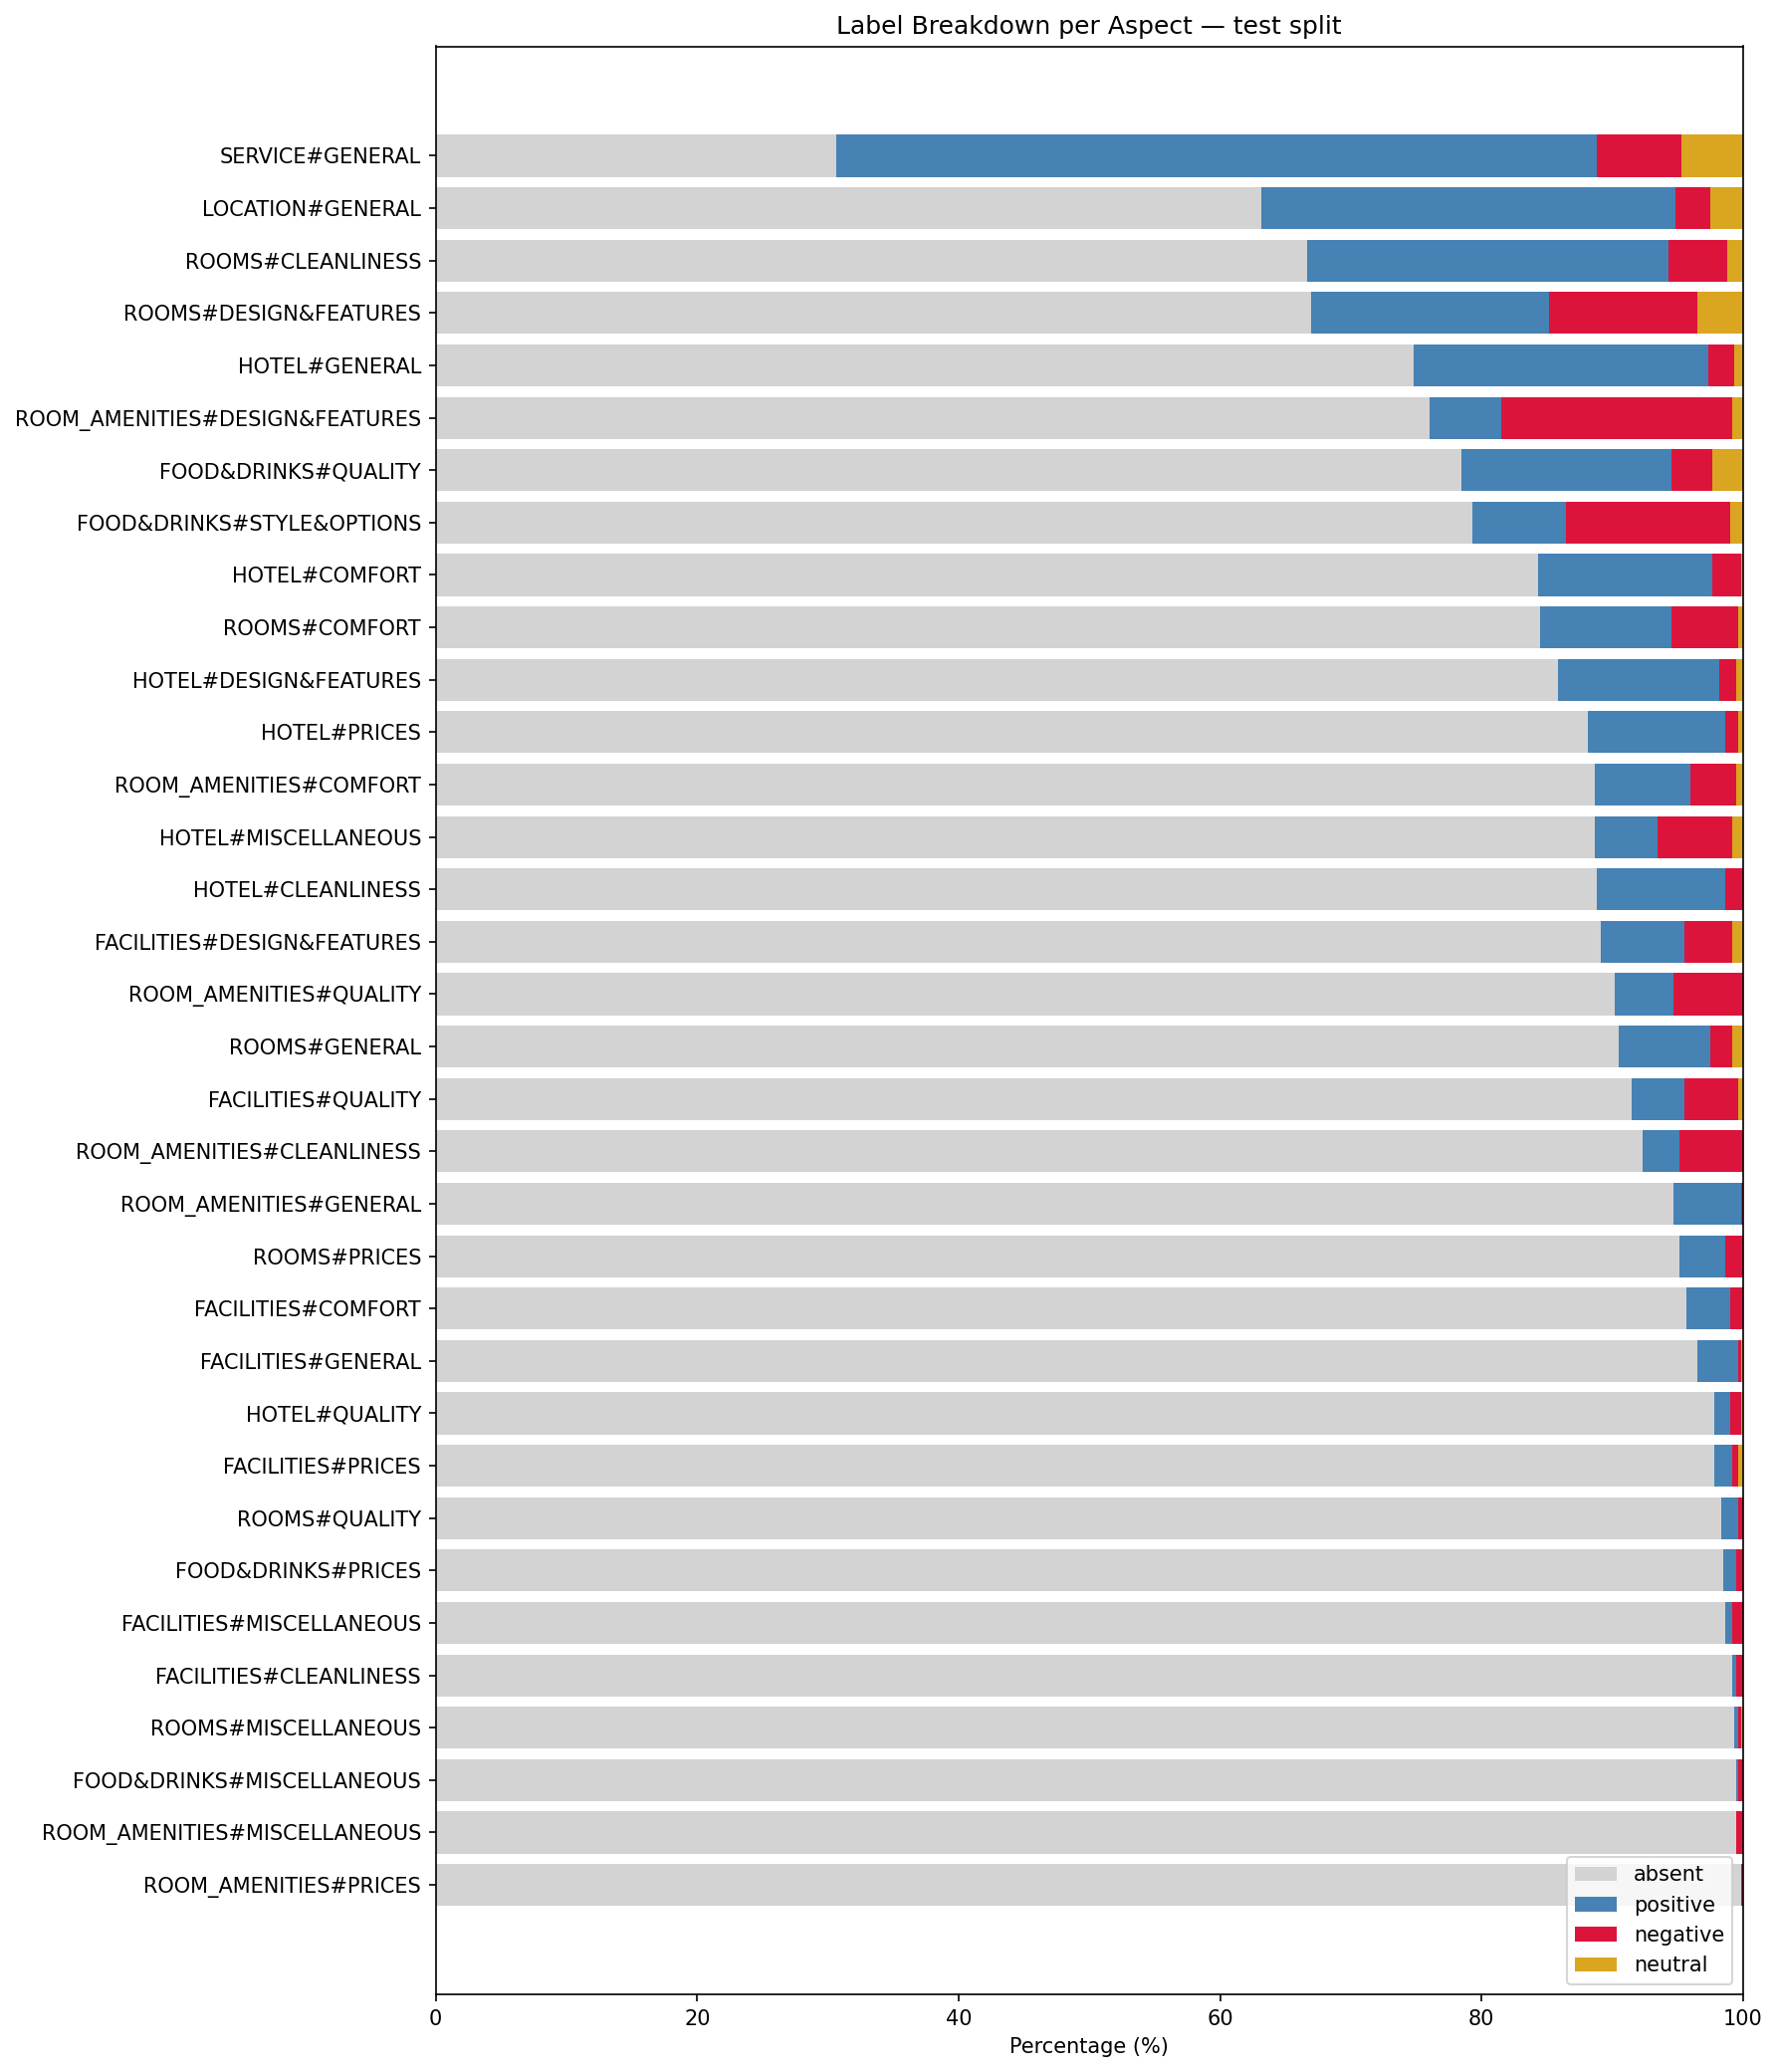 Label Breakdown per Aspect — test split
SERVICE#GENERAL
LOCATION#GENERAL
ROOMS#CLEANLINESS
ROOMS#DESIGN&FEATURES
HOTEL#GENERAL
ROOM_AMENITIES#DESIGN&FEATURES
FOOD&DRINKS#QUALITY
FOOD&DRINKS#STYLE&OPTIONS
HOTEL#COMFORT
ROOMS#COMFORT
HOTEL#DESIGN&FEATURES
HOTEL#PRICES
ROOM_AMENITIES#COMFORT
HOTEL#MISCELLANEOUS
HOTEL#CLEANLINESS
FACILITIES#DESIGN&FEATURES
ROOM_AMENITIES#QUALITY
ROOMS#GENERAL
FACILITIES#QUALITY
ROOM_AMENITIES#CLEANLINESS
ROOM_AMENITIES#GENERAL
ROOMS#PRICES
FACILITIES#COMFORT
FACILITIES#GENERAL
HOTEL#QUALITY
FACILITIES#PRICES
ROOMS#QUALITY
FOOD&DRINKS#PRICES
FACILITIES#MISCELLANEOUS
FACILITIES#CLEANLINESS
ROOMS#MISCELLANEOUS
FOOD&DRINKS#MISCELLANEOUS
ROOM_AMENITIES#MISCELLANEOUS
ROOM_AMENITIES#PRICES
absent
positive
negative
neutral
0 20 40 60 80 100
Percentage (%)